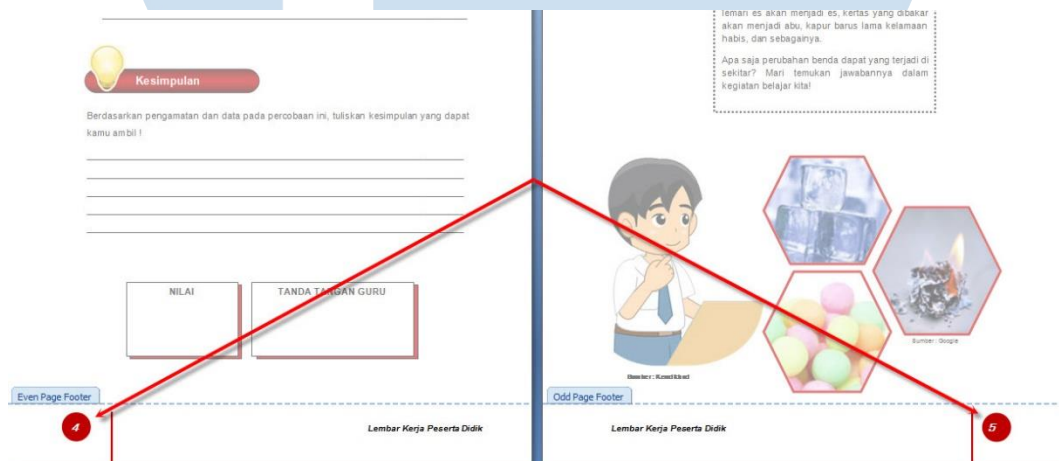 Kesimpulan
Berdasarkan pengamatan dan data pada percobaan ini, tuliskan kesimpulan yang dapat
kamu ambil !
NILAI
TANDA TANGAN GURU
Even Page Footer
4
Lembar Kerja Peserta Didik
lemari es akan menjadi es, kertas yang dibakar
akan menjadi abu, kapur barus lama kelamaan
habis, dan sebagainya.
Apa saja perubahan benda dapat yang terjadi di
sekitar? Mari temukan jawabannya dalam
kegiatan belajar kita!
Sumber : Google
Sumber : Kemdikbud
Odd Page Footer
Lembar Kerja Peserta Didik
5